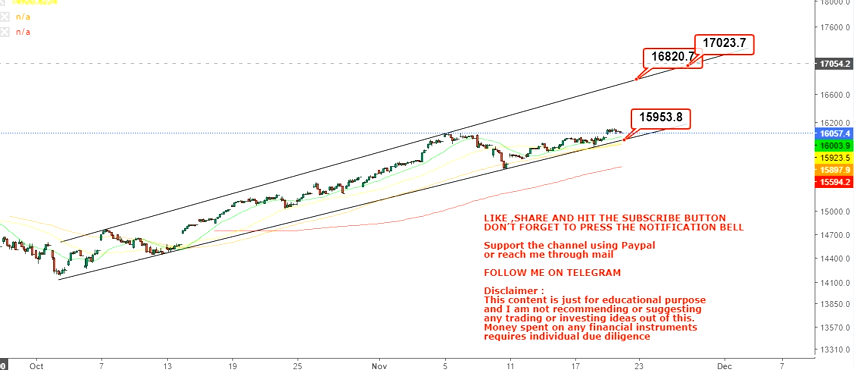 n/a
n/a
17023.7
16820.7
15953.8
18000.0
17600.0
17054.2
16600.0
16200.0
16057.4
16003.9
15923.5
15897.9
15594.2
15000.0
14700.0
14400.0
14100.0
13850.0
13570.0
13310.0
LIKE ,SHARE AND HIT THE SUBSCRIBE BUTTON
DON'T FORGET TO PRESS THE NOTIFICATION BELL
Support the channel using Paypal
or reach me through mail
FOLLOW ME ON TELEGRAM
Disclaimer :
This content is just for educational purpose
and I am not recommending or suggesting
any trading or investing ideas out of this.
Money spent on any financial instruments
requires individual due diligence
Oct 7 13 19 25 Nov 5 11 17 23 Dec 7